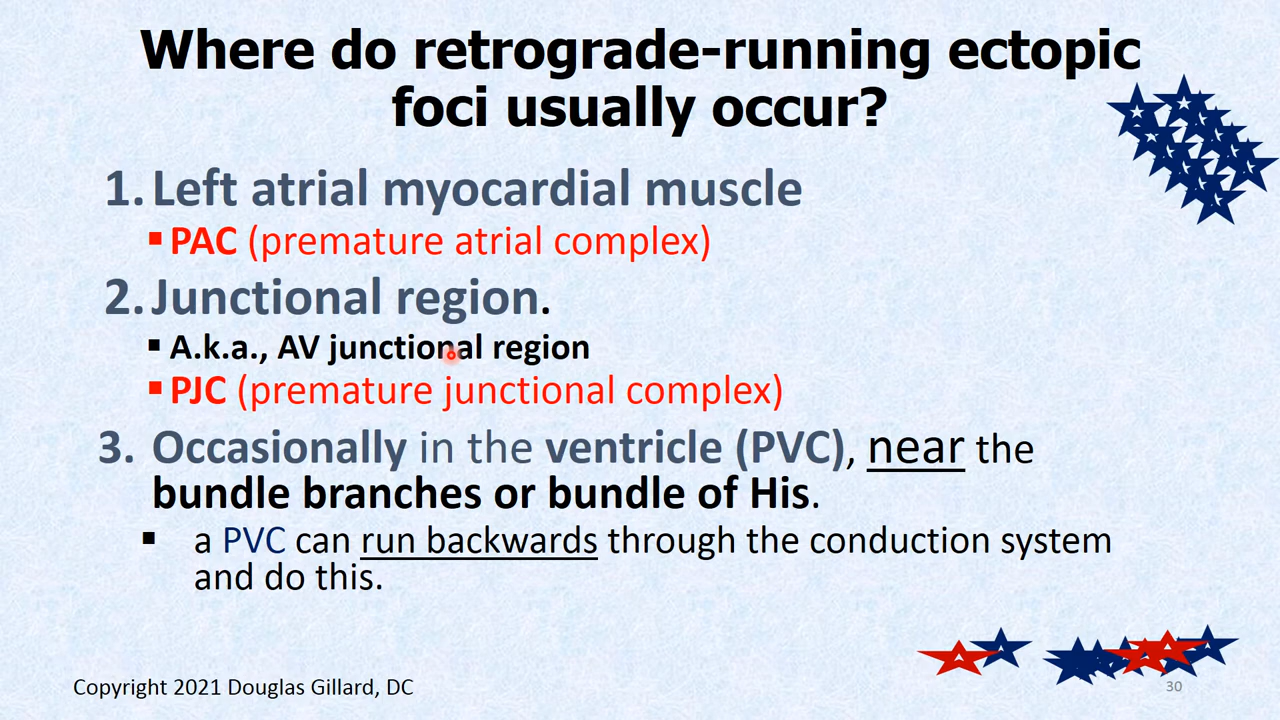 Where do retrograde-running ectopic
foci usually occur?
1. Left atrial myocardial muscle
▪ PAC (premature atrial complex)
2. Junctional region.
▪ A.k.a., AV junctional region
▪ PJC (premature junctional complex)
3. Occasionally in the ventricle (PVC), near the
bundle branches or bundle of His.
▪ a PVC can run backwards through the conduction system
and do this.
Copyright 2021 Douglas Gillard, DC
30